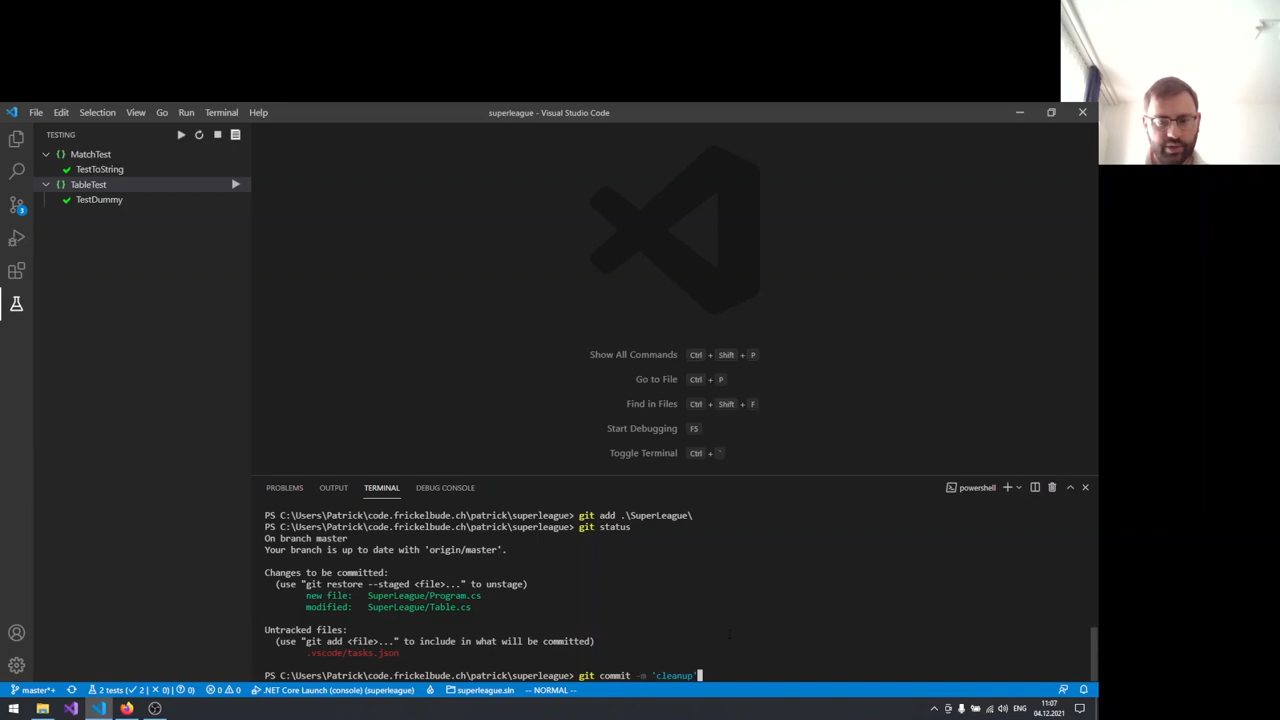 File Edit Selection View Go Run Terminal Help
superleague - Visual Studio Code
TESTING
MatchTest
TestToString
TableTest
TestDummy
3
Show All Commands Ctrl + Shift + P
Go to File Ctrl + P
Find in Files Ctrl + Shift + F
Start Debugging F5
Toggle Terminal Ctrl + `
PROBLEMS OUTPUT TERMINAL DEBUG CONSOLE
powershell
PS C:\Users\Patrick\code.frickelbude.ch\patrick\superleague> git add .\SuperLeague\
PS C:\Users\Patrick\code.frickelbude.ch\patrick\superleague> git status
On branch master
Your branch is up to date with 'origin/master'.
Changes to be committed:
(use "git restore --staged <file>..." to unstage)
new file: SuperLeague/Program.cs
modified: SuperLeague/Table.cs
Untracked files:
(use "git add <file>..." to include in what will be committed)
.vscode/tasks.json
PS C:\Users\Patrick\code.frickelbude.ch\patrick\superleague> git commit -m 'cleanup'
master*+ 2 tests ( 2 | 0) ( 0) 0 0 .NET Core Launch (console) (superleague) superleague.sln -- NORMAL --
ENG
11:07
04.12.2021